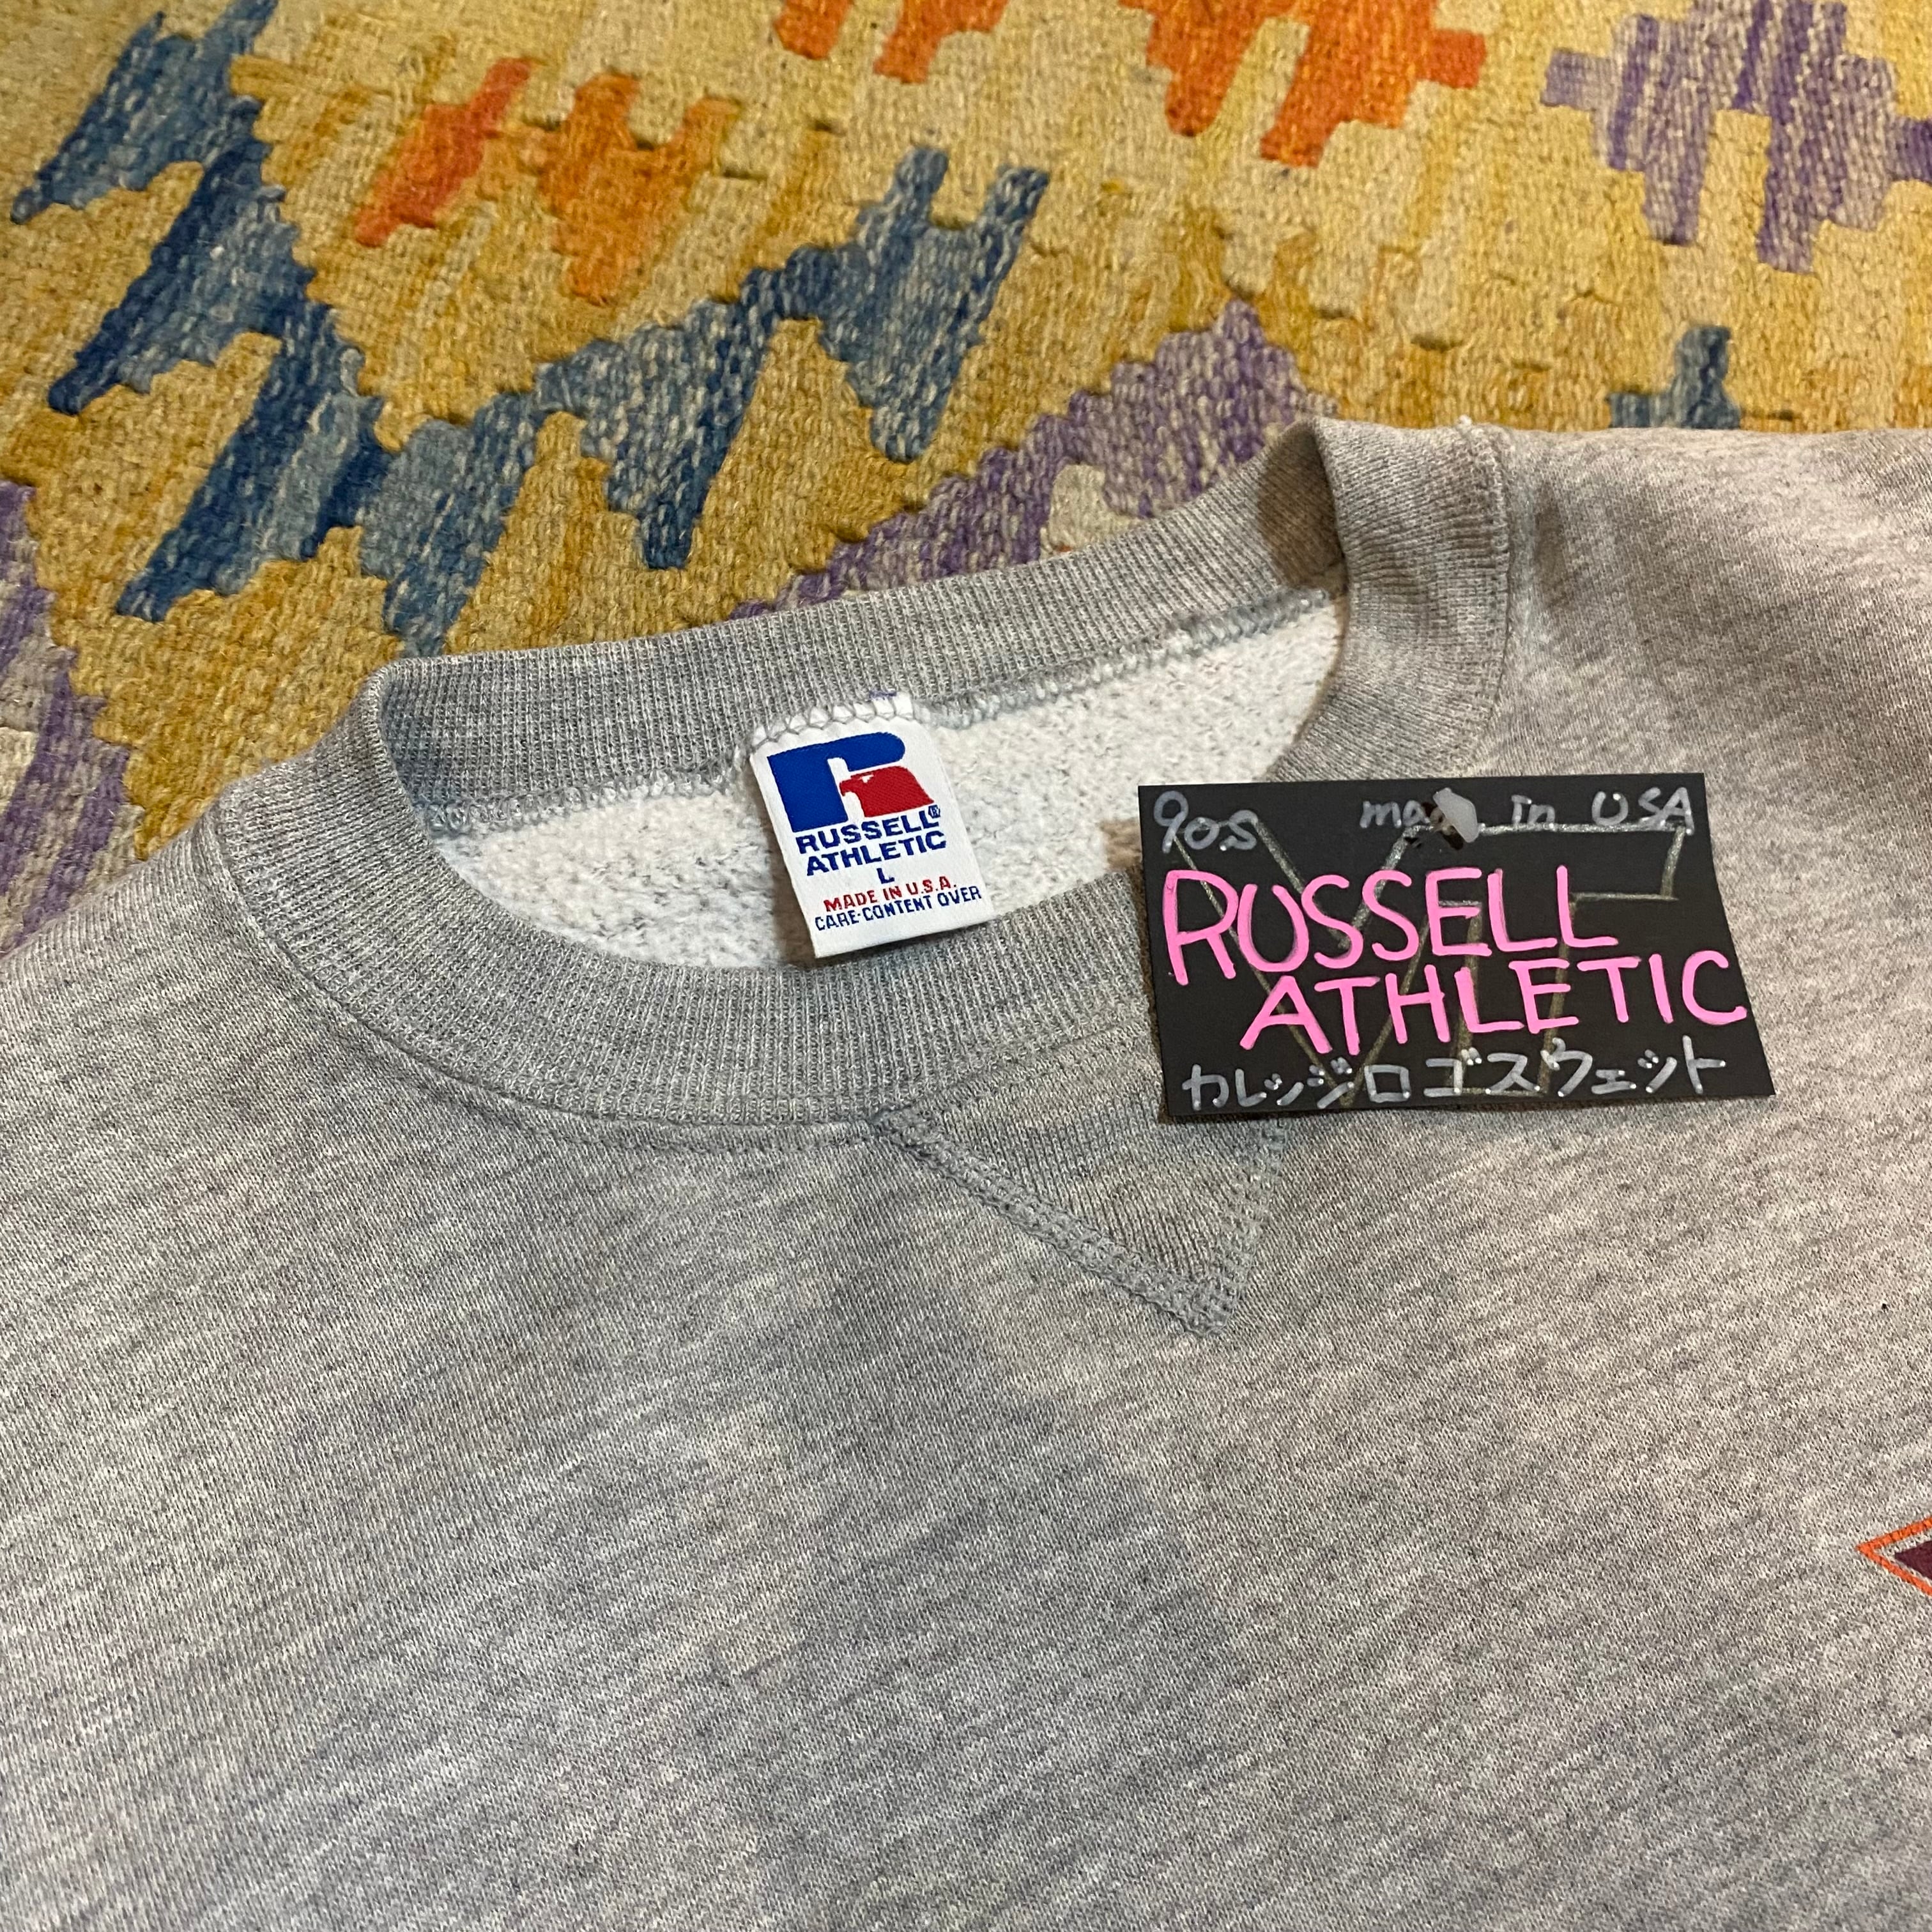 RUSSELL®
ATHLETIC
L
MADE IN U.S.A.
CARE-CONTENT OVER
90s made in USA
RUSSELL
ATHLETIC
カレッジロゴスウェット